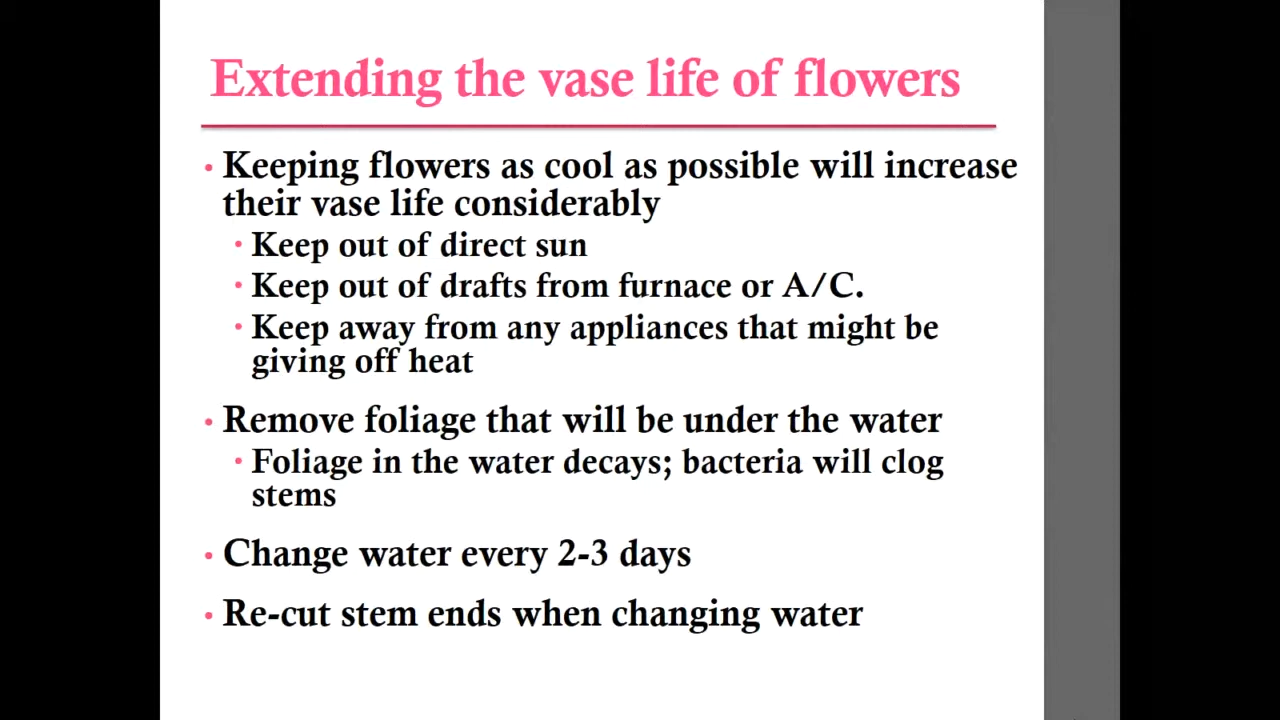 Extending the vase life of flowers
• Keeping flowers as cool as possible will increase
their vase life considerably
• Keep out of direct sun
• Keep out of drafts from furnace or A/C.
• Keep away from any appliances that might be
giving off heat
• Remove foliage that will be under the water
• Foliage in the water decays; bacteria will clog
stems
• Change water every 2-3 days
• Re-cut stem ends when changing water